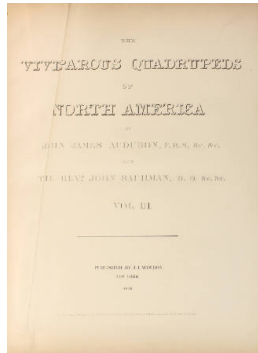 THE
VIVIPAROUS QUADRUPEDS
OF
NORTH AMERICA
BY
JOHN JAMES AUDUBON, F.R.S. &c. &c.
AND
THE REVD. JOHN BACHMAN, D.D. &c. &c.
VOL. III.
PUBLISHED BY J. J. AUDUBON
NEW YORK